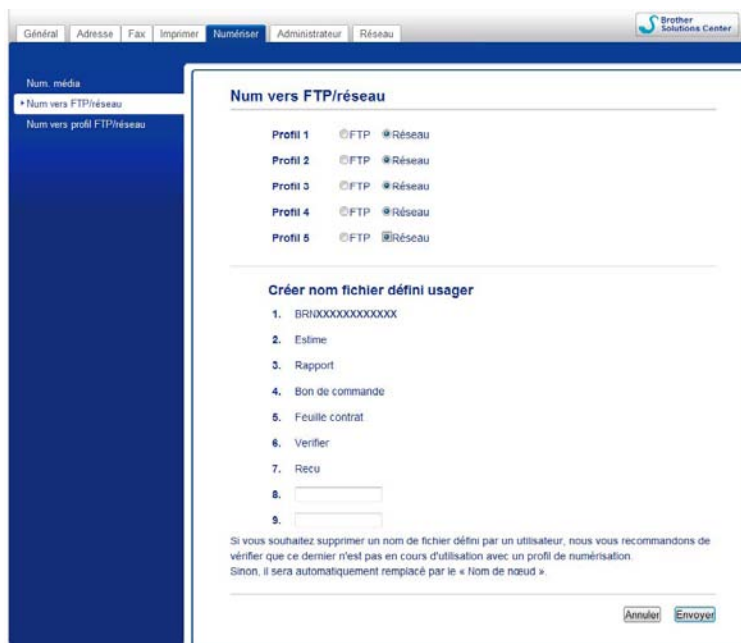 Brother
Solutions Center
Général Adresse Fax Imprimer Numériser Administrateur Réseau
Num. média
Num vers FTP/réseau
Num vers profil FTP/réseau
Num vers FTP/réseau
Profil 1 FTP Réseau
Profil 2 FTP Réseau
Profil 3 FTP Réseau
Profil 4 FTP Réseau
Profil 5 FTP Réseau
Créer nom fichier défini usager
1. BRNXXXXXXXXXXXX
2. Estime
3. Rapport
4. Bon de commande
5. Feuille contrat
6. Verifier
7. Recu
8.
9.
Si vous souhaitez supprimer un nom de fichier défini par un utilisateur, nous vous recommandons de
vérifier que ce dernier n'est pas en cours d'utilisation avec un profil de numérisation.
Sinon, il sera automatiquement remplacé par le « Nom de nœud ».
Annuler Envoyer